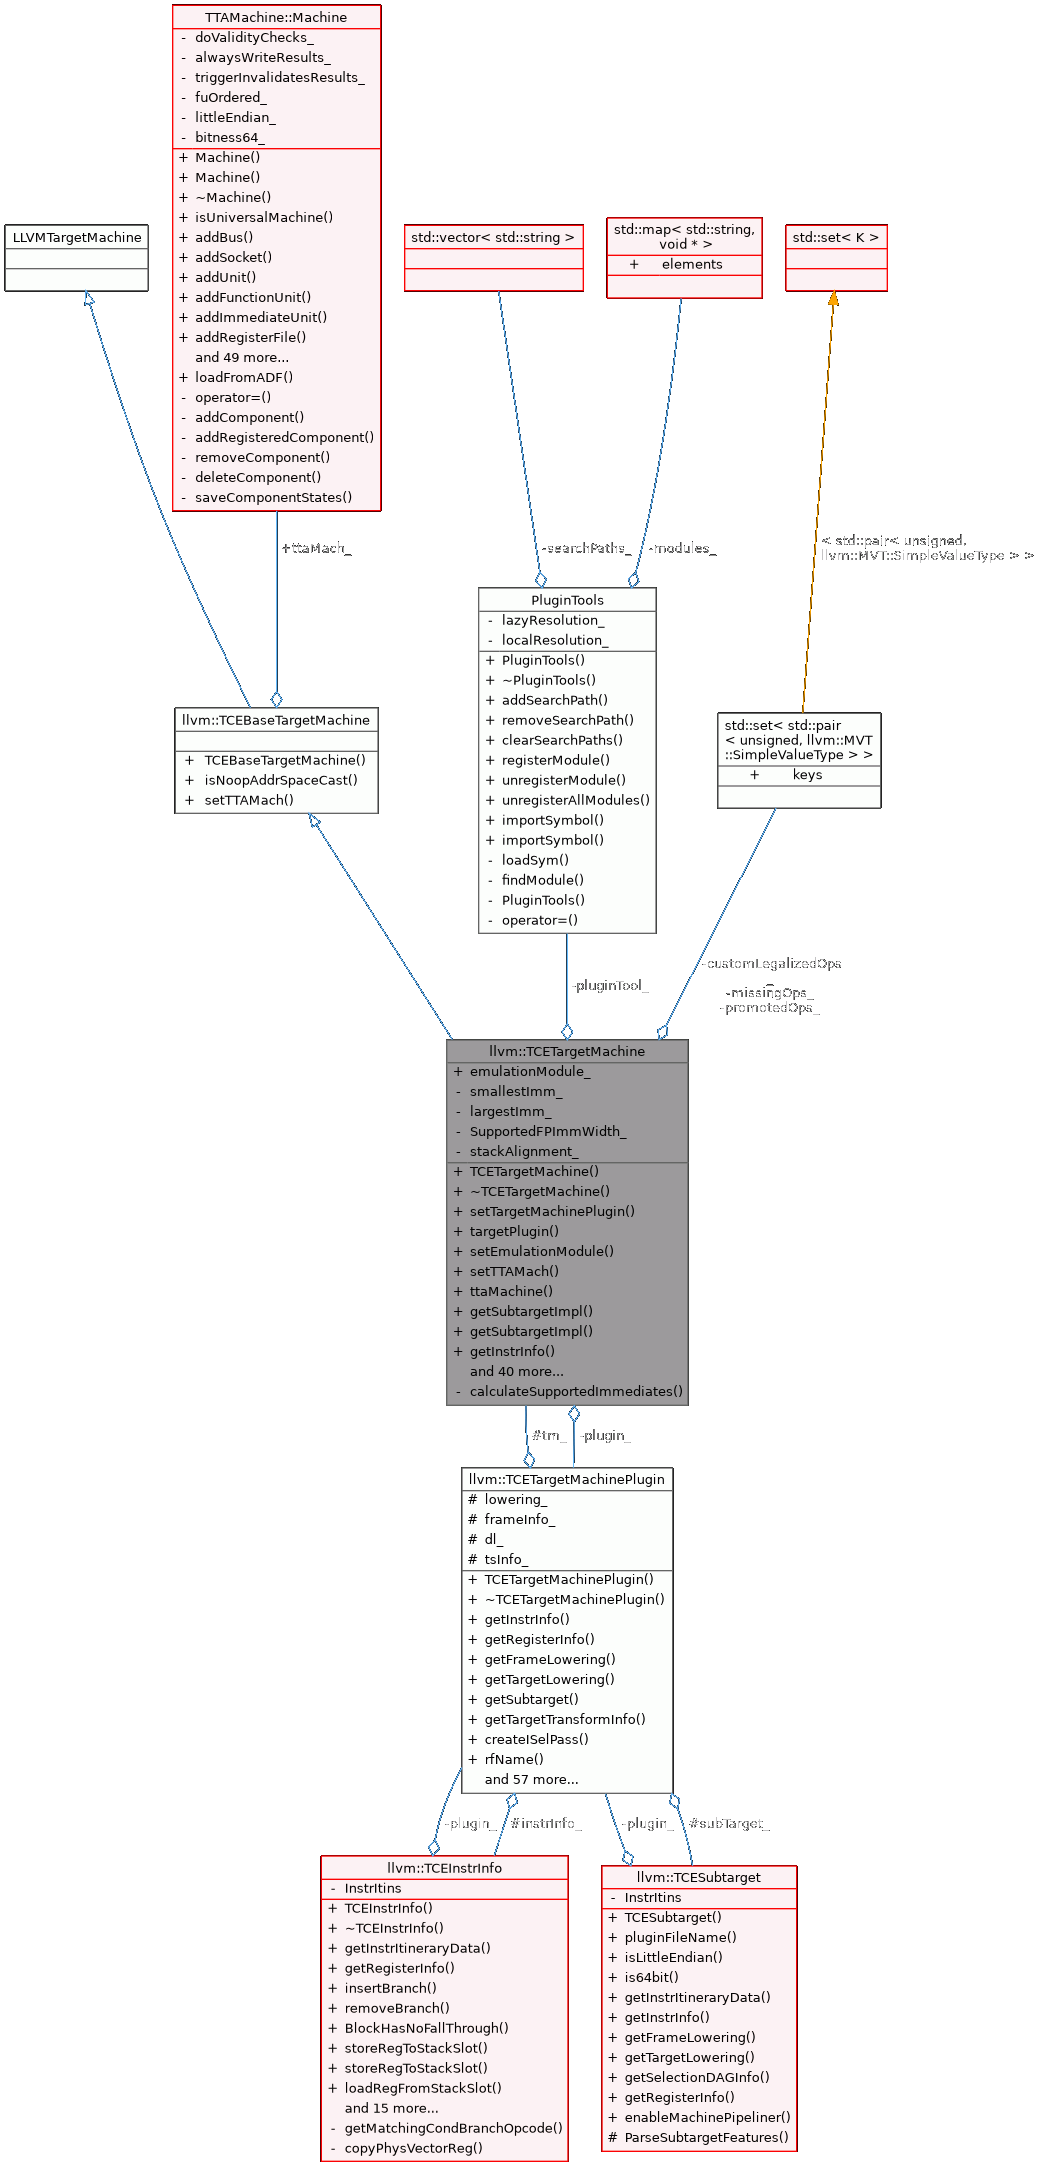 TTAMachine::Machine
- doValidityChecks_
- alwaysWriteResults_
- triggerInvalidatesResults_
- fuOrdered_
- littleEndian_
- bitness64_
+ Machine()
+ Machine()
+ ~Machine()
+ isUniversalMachine()
+ addBus()
+ addSocket()
+ addUnit()
+ addFunctionUnit()
+ addImmediateUnit()
+ addRegisterFile()
and 49 more...
+ loadFromADF()
- operator=()
- addComponent()
- addRegisteredComponent()
- removeComponent()
- deleteComponent()
- saveComponentStates()
LLVMTargetMachine
std::vector< std::string >
std::map< std::string,
void * >
+ elements
std::set< K >
+ttaMach_
-searchPaths_
-modules_
< std::pair< unsigned,
llvm::MVT::SimpleValueType > >
PluginTools
- lazyResolution_
- localResolution_
+ PluginTools()
+ ~PluginTools()
+ addSearchPath()
+ removeSearchPath()
+ clearSearchPaths()
+ registerModule()
+ unregisterModule()
+ unregisterAllModules()
+ importSymbol()
+ importSymbol()
- loadSym()
- findModule()
- PluginTools()
- operator=()
llvm::TCEBaseTargetMachine
+ TCEBaseTargetMachine()
+ isNoopAddrSpaceCast()
+ setTTAMach()
std::set< std::pair
< unsigned, llvm::MVT
::SimpleValueType > >
+ keys
-pluginTool_
-customLegalizedOps
_
-missingOps_
-promotedOps_
llvm::TCETargetMachine
+ emulationModule_
- smallestImm_
- largestImm_
- SupportedFPImmWidth_
- stackAlignment_
+ TCETargetMachine()
+ ~TCETargetMachine()
+ setTargetMachinePlugin()
+ targetPlugin()
+ setEmulationModule()
+ setTTAMach()
+ ttaMachine()
+ getSubtargetImpl()
+ getSubtargetImpl()
+ getInstrInfo()
and 40 more...
- calculateSupportedImmediates()
#tm_
-plugin_
llvm::TCETargetMachinePlugin
# lowering_
# frameInfo_
# dl_
# tsInfo_
+ TCETargetMachinePlugin()
+ ~TCETargetMachinePlugin()
+ getInstrInfo()
+ getRegisterInfo()
+ getFrameLowering()
+ getTargetLowering()
+ getSubtarget()
+ getTargetTransformInfo()
+ createISelPass()
+ rfName()
and 57 more...
-plugin_
#instrInfo_
-plugin_
#subTarget_
llvm::TCEInstrInfo
- InstrItins
+ TCEInstrInfo()
+ ~TCEInstrInfo()
+ getInstrItineraryData()
+ getRegisterInfo()
+ insertBranch()
+ removeBranch()
+ BlockHasNoFallThrough()
+ storeRegToStackSlot()
+ storeRegToStackSlot()
+ loadRegFromStackSlot()
and 15 more...
- getMatchingCondBranchOpcode()
- copyPhysVectorReg()
llvm::TCESubtarget
- InstrItins
+ TCESubtarget()
+ pluginFileName()
+ isLittleEndian()
+ is64bit()
+ getInstrItineraryData()
+ getInstrInfo()
+ getFrameLowering()
+ getTargetLowering()
+ getSelectionDAGInfo()
+ getRegisterInfo()
+ enableMachinePipeliner()
# ParseSubtargetFeatures()